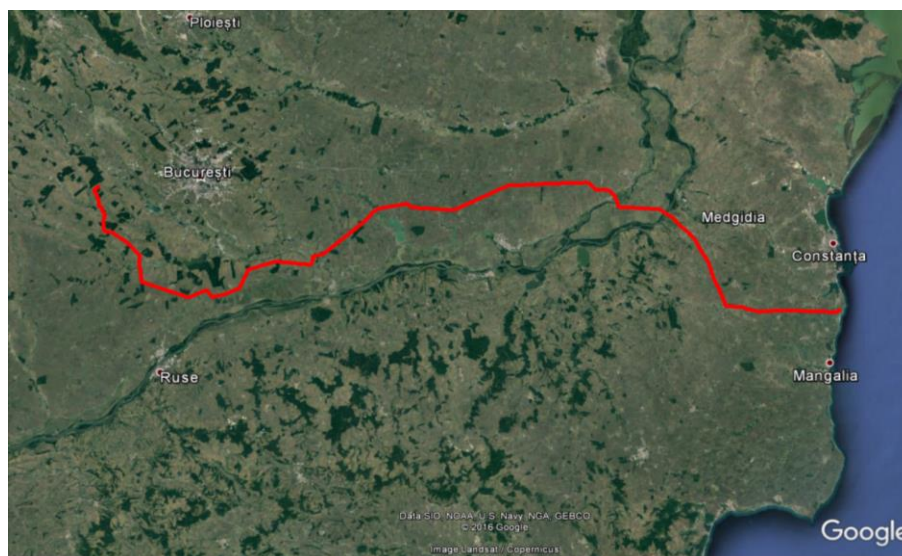 Ploiești
București
Medgidia
Constanța
Ruse
Mangalia
Data SIO, NOAA, U.S. Navy, NGA, GEBCO
© 2016 Google
Image Landsat / Copernicus
Google